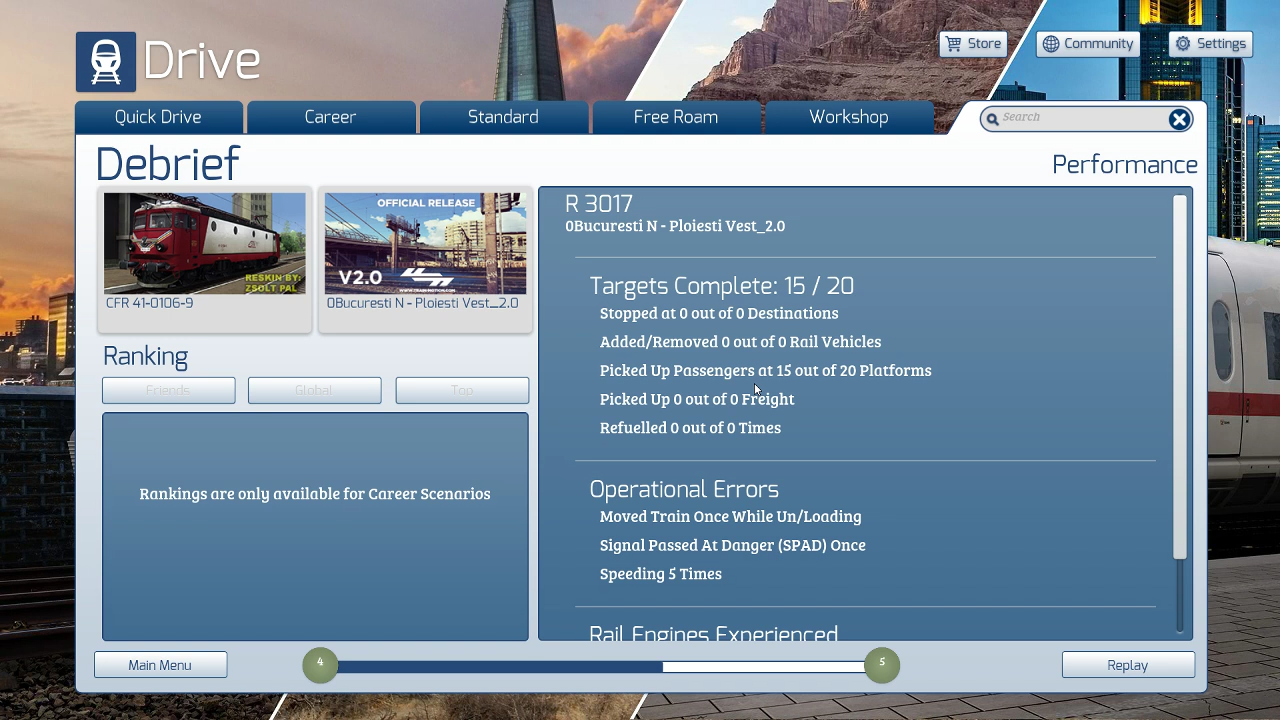 Drive
Store
Community
Settings
Quick Drive
Career
Standard
Free Roam
Workshop
Search
Debrief
Performance
RESKIN BY:
ZSOLT PAL
CFR 41-0106-9
OFFICIAL RELEASE
V2.0
0Bucuresti N - Ploiesti Vest_2.0
Ranking
Friends
Global
Top
Rankings are only available for Career Scenarios
R 3017
0Bucuresti N - Ploiesti Vest_2.0
Targets Complete: 15 / 20
Stopped at 0 out of 0 Destinations
Added/Removed 0 out of 0 Rail Vehicles
Picked Up Passengers at 15 out of 20 Platforms
Picked Up 0 out of 0 Freight
Refuelled 0 out of 0 Times
Operational Errors
Moved Train Once While Un/Loading
Signal Passed At Danger (SPAD) Once
Speeding 5 Times
Rail Engines Experienced
Main Menu
4
5
Replay